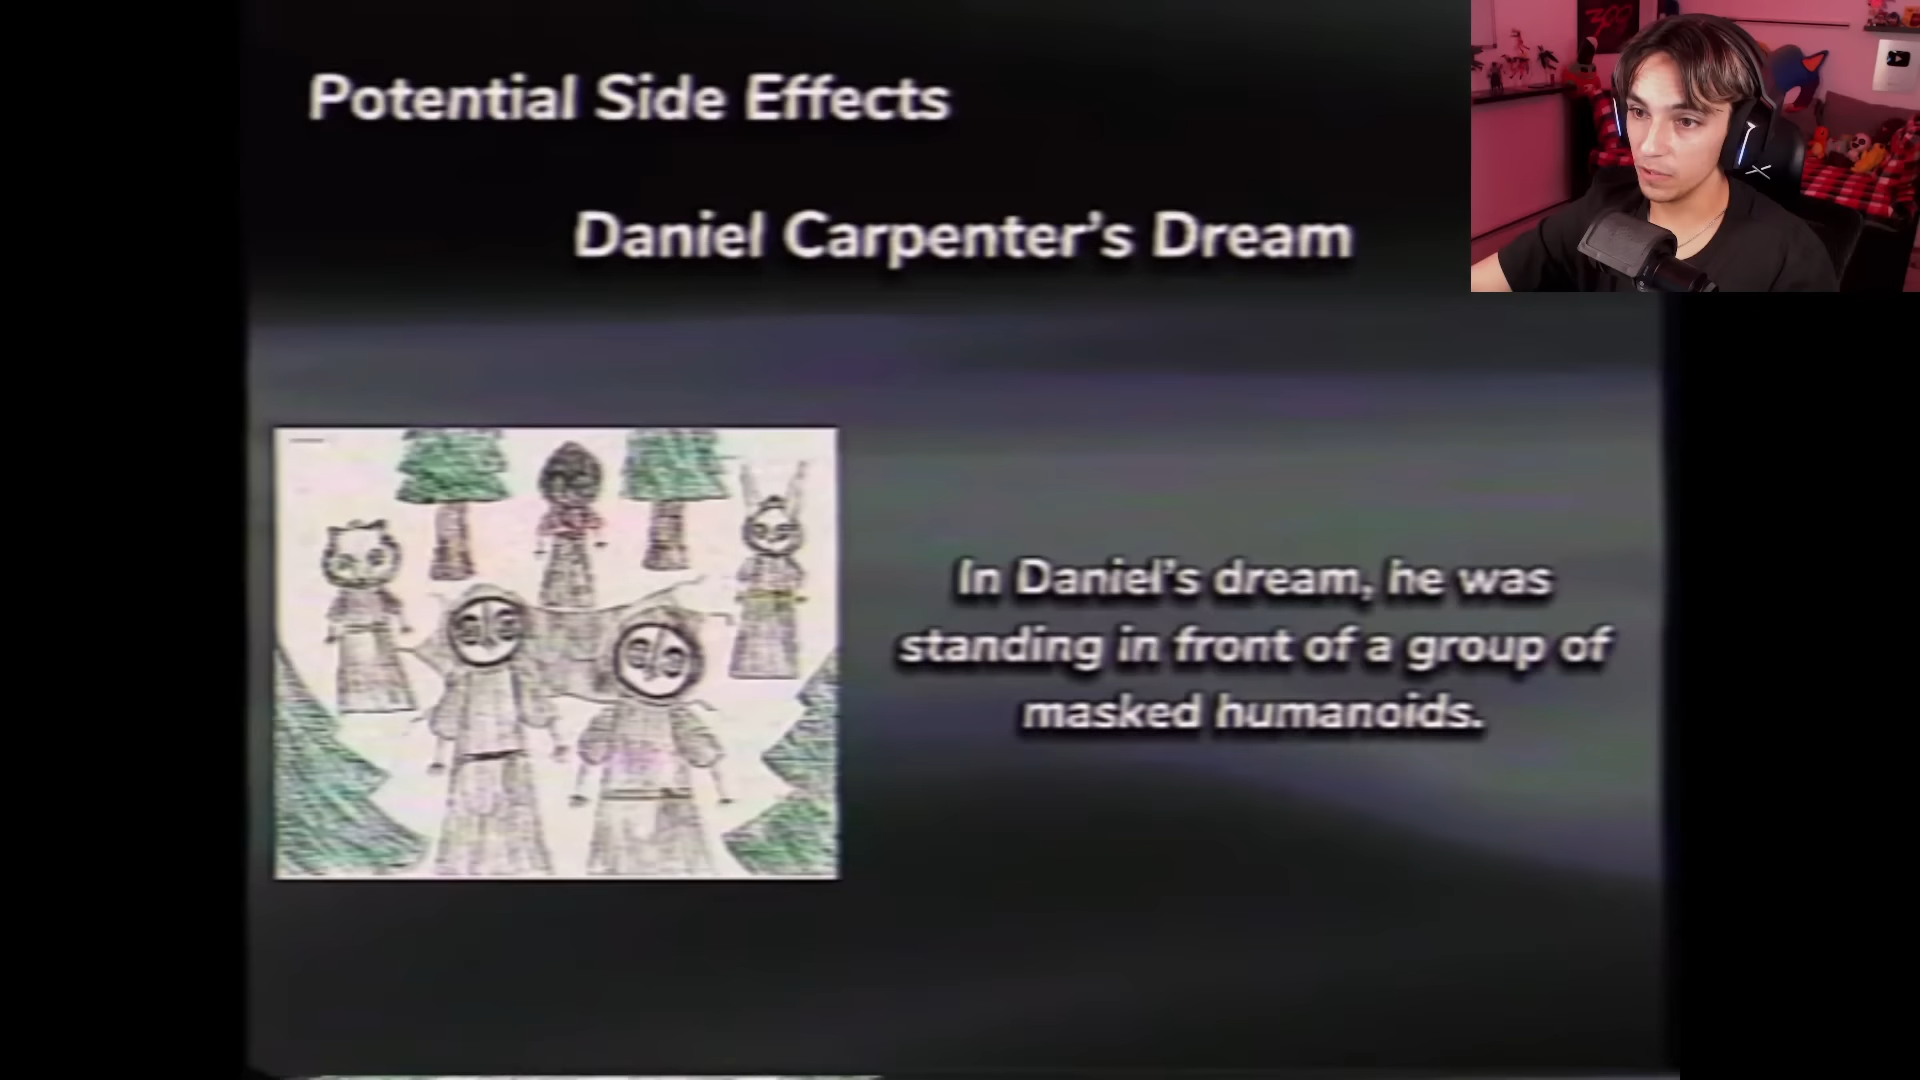 Potential Side Effects
Daniel Carpenter's Dream
In Daniel's dream, he was
standing in front of a group of
masked humanoids.